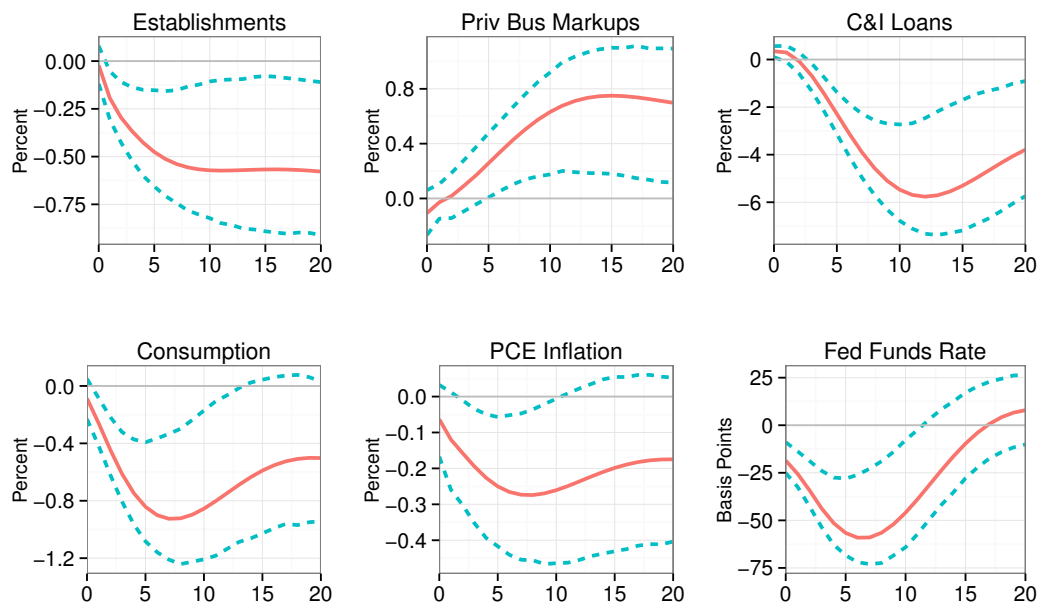 Establishments
Priv Bus Markups
C&I Loans
Percent
0.00
−0.25
−0.50
−0.75
0 5 10 15 20
Percent
0.8
0.4
0.0
0 5 10 15 20
Percent
0
−2
−4
−6
0 5 10 15 20
Consumption
PCE Inflation
Fed Funds Rate
Percent
0.0
−0.4
−0.8
−1.2
0 5 10 15 20
Percent
0.0
−0.1
−0.2
−0.3
−0.4
0 5 10 15 20
Basis Points
25
0
−25
−50
−75
0 5 10 15 20